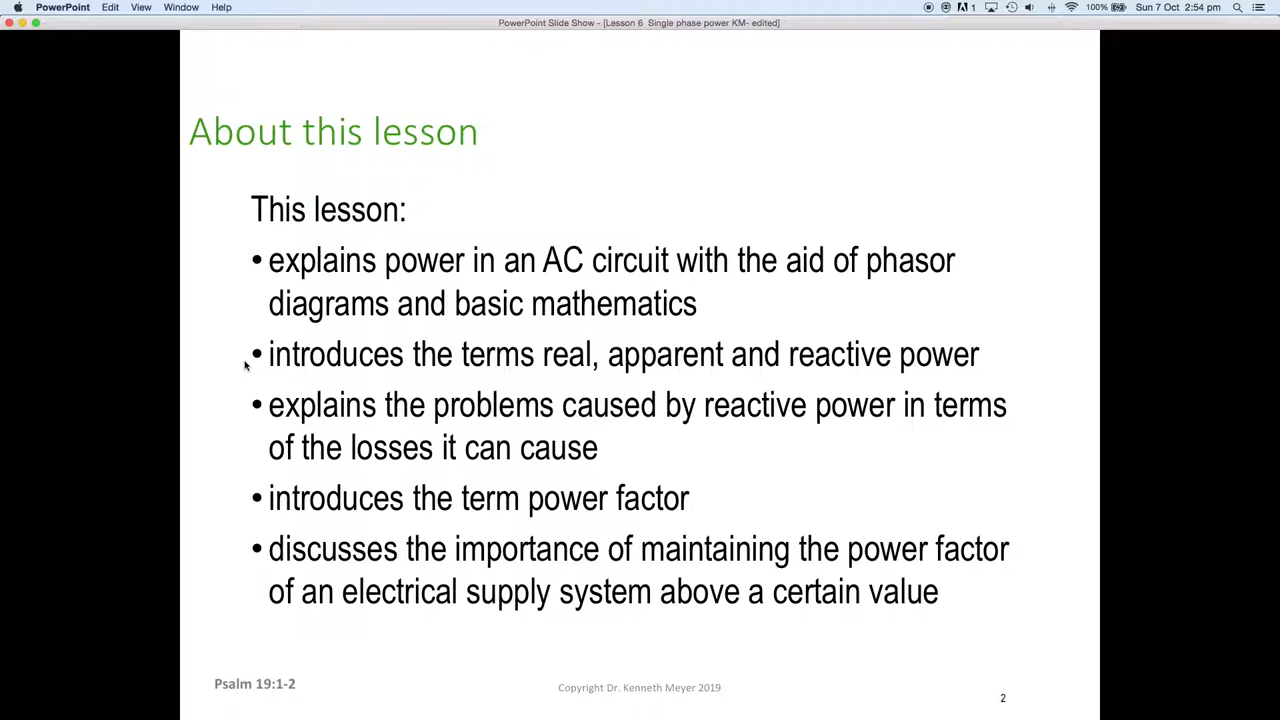 PowerPoint Edit View Window Help 1 100% Sun 7 Oct 2:54 pm
PowerPoint Slide Show - [Lesson 6  Single phase power KM- edited]
About this lesson
This lesson:
• explains power in an AC circuit with the aid of phasor
diagrams and basic mathematics
• introduces the terms real, apparent and reactive power
• explains the problems caused by reactive power in terms
of the losses it can cause
• introduces the term power factor
• discusses the importance of maintaining the power factor
of an electrical supply system above a certain value
Psalm 19:1-2
Copyright Dr. Kenneth Meyer 2019
2